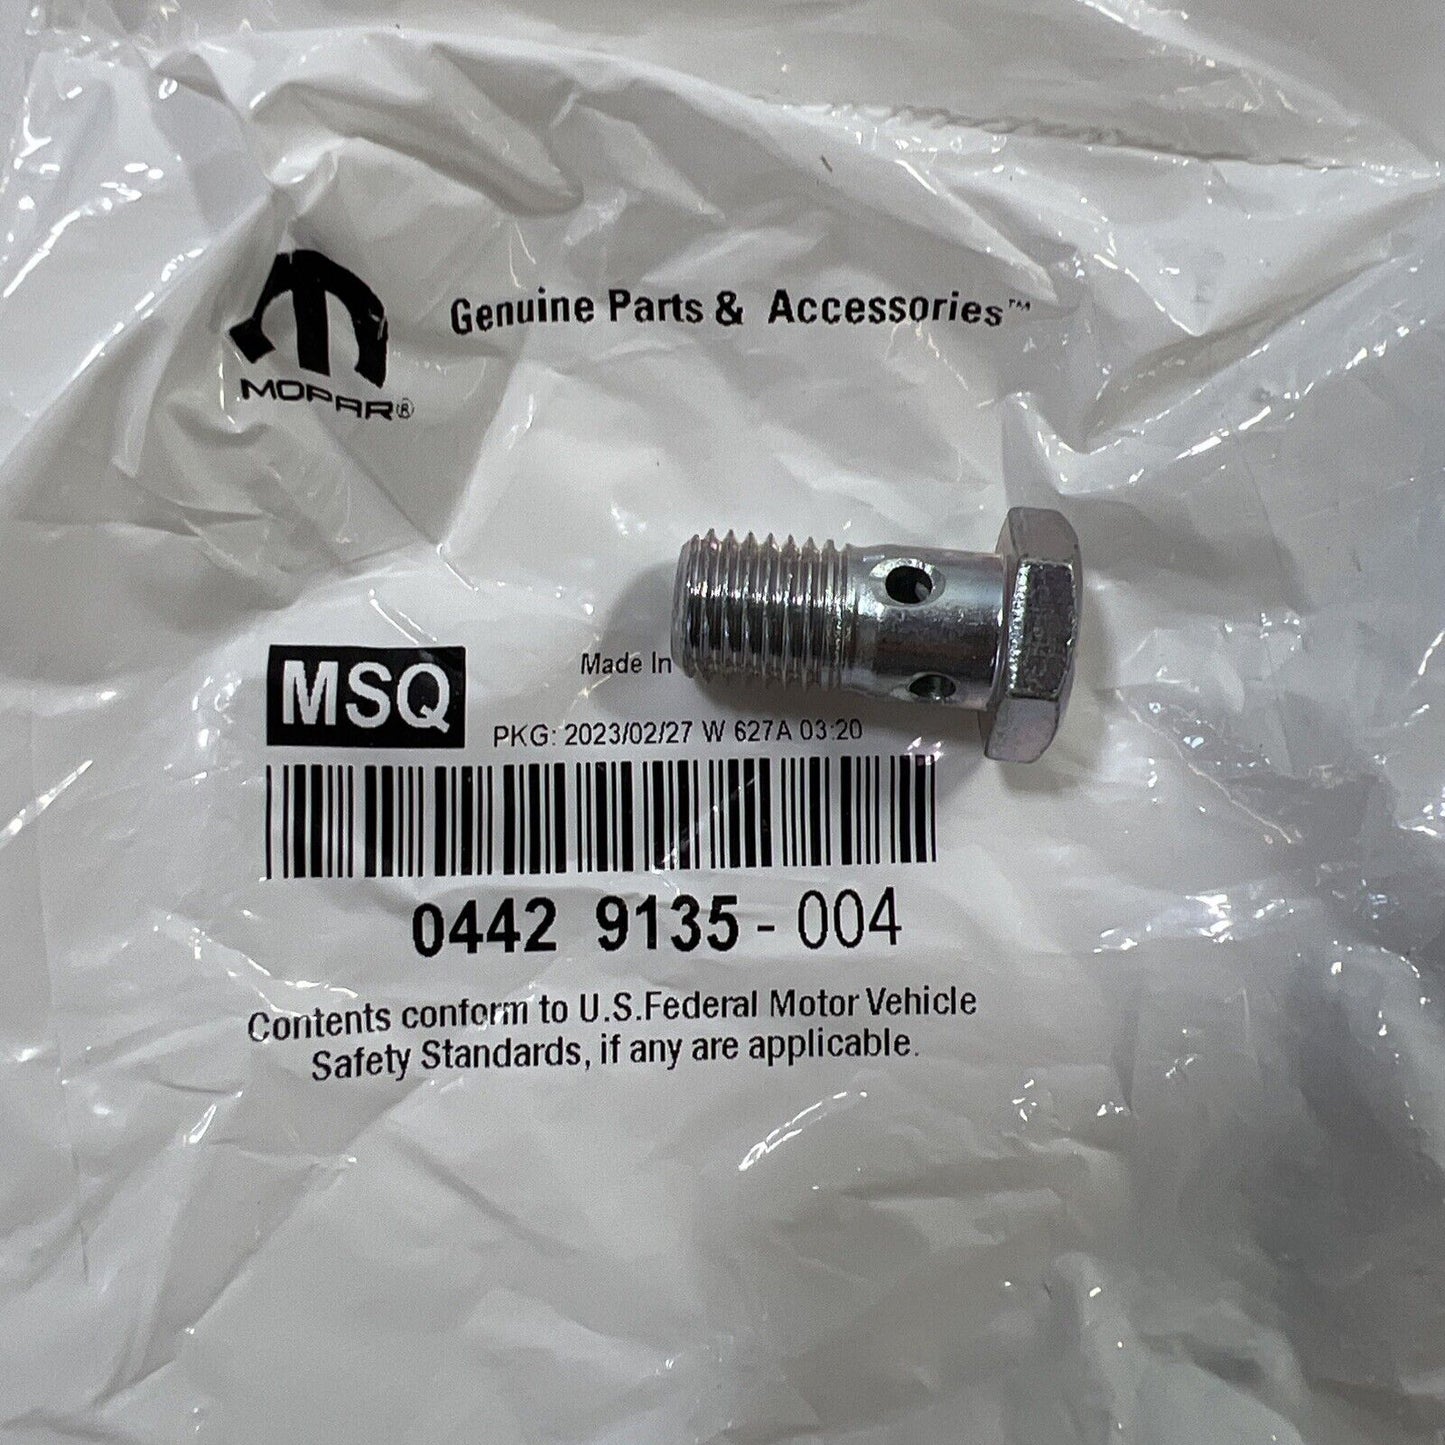 Genuine Parts & Accessories™
MOPAR®
MSQ
Made In
PKG: 2023/02/27 W 627A 03:20
0442 9135-004
Contents conform to U.S.Federal Motor Vehicle
Safety Standards, if any are applicable.